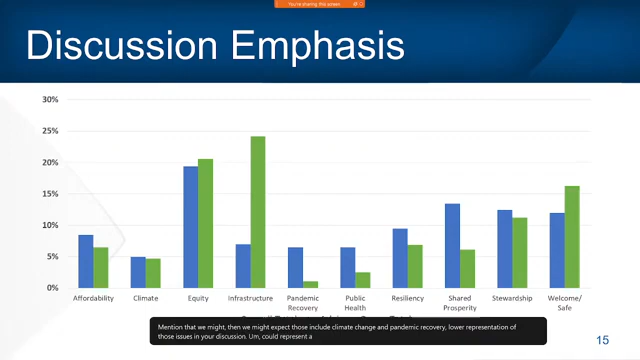 You're sharing this screen
Discussion Emphasis
30%
25%
20%
15%
10%
5%
0%
Affordability
Climate
Equity
Infrastructure
Pandemic
Recovery
Public
Health
Resiliency
Shared
Prosperity
Stewardship
Welcome/
Safe
Mention that we might, then we might expect those include climate change and pandemic recovery, lower representation of
those issues in your discussion. Um, could represent a
15